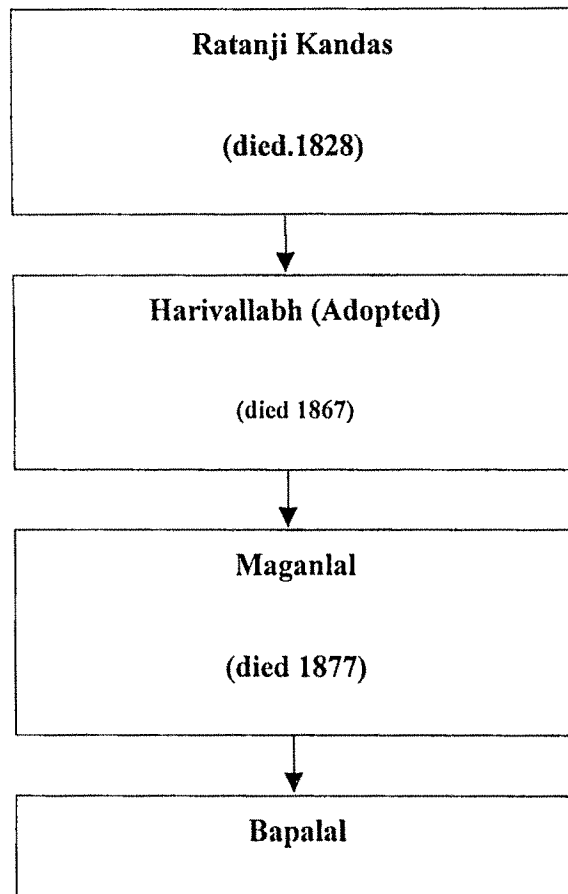 Ratanji Kandas
(died.1828)
Harivallabh (Adopted)
(died 1867)
Maganlal
(died 1877)
Bapalal